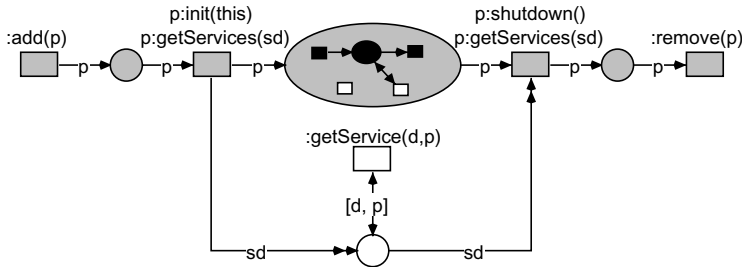 p:init(this)
p:shutdown()
:add(p)
p:getServices(sd)
p:getServices(sd)
:remove(p)
p
p
p
p
p
p
:getService(d,p)
[d, p]
sd
sd